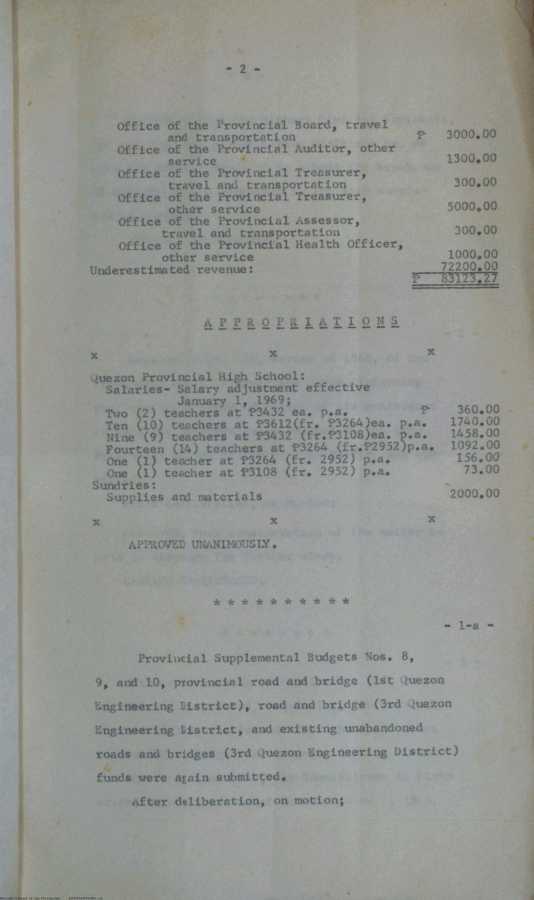 - 2 -
Office of the Provincial Board, travel
and transportation ₱ 3000.00
Office of the Provincial Auditor, other
service 1300.00
Office of the Provincial Treasurer,
travel and transportation 300.00
Office of the Provincial Treasurer,
other service 5000.00
Office of the Provincial Assessor,
travel and transportation 300.00
Office of the Provincial Health Officer,
other service 1000.00
Underestimated revenue: 72200.00
₱ 83123.27
A P P R O P R I A T I O N S
x x x
Quezon Provincial High School:
Salaries- Salary adjustment effective
January 1, 1969;
Two (2) teachers at ₱3432 ea. p.a. ₱ 360.00
Ten (10) teachers at ₱3612(fr. ₱3264)ea. p.a. 1740.00
Nine (9) teachers at ₱3432 (fr.₱3108)ea. p.a. 1458.00
Fourteen (14) teachers at ₱3264 (fr.₱2952)p.a. 1092.00
One (1) teacher at ₱3264 (fr. 2952) p.a. 156.00
One (1) teacher at ₱3108 (fr. 2952) p.a. 73.00
Sundries:
Supplies and materials 2000.00
x x x
APPROVED UNANIMOUSLY.
* * * * * * * * * *
- 1-a -
Provincial Supplemental Budgets Nos. 8,
9, and 10, provincial road and bridge (1st Quezon
Engineering District), road and bridge (3rd Quezon
Engineering District, and existing unabandoned
roads and bridges (3rd Quezon Engineering District)
funds were again submitted.
After deliberation, on motion;